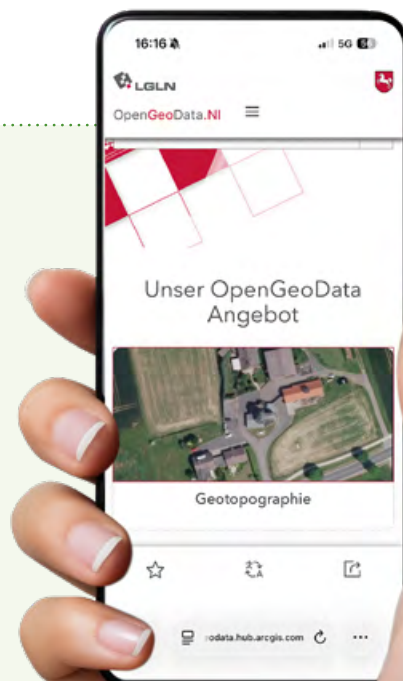 16:16
5G
LGLN
OpenGeoData.NI
Unser OpenGeoData
Angebot
Geotopographie
odata.hub.arcgis.com